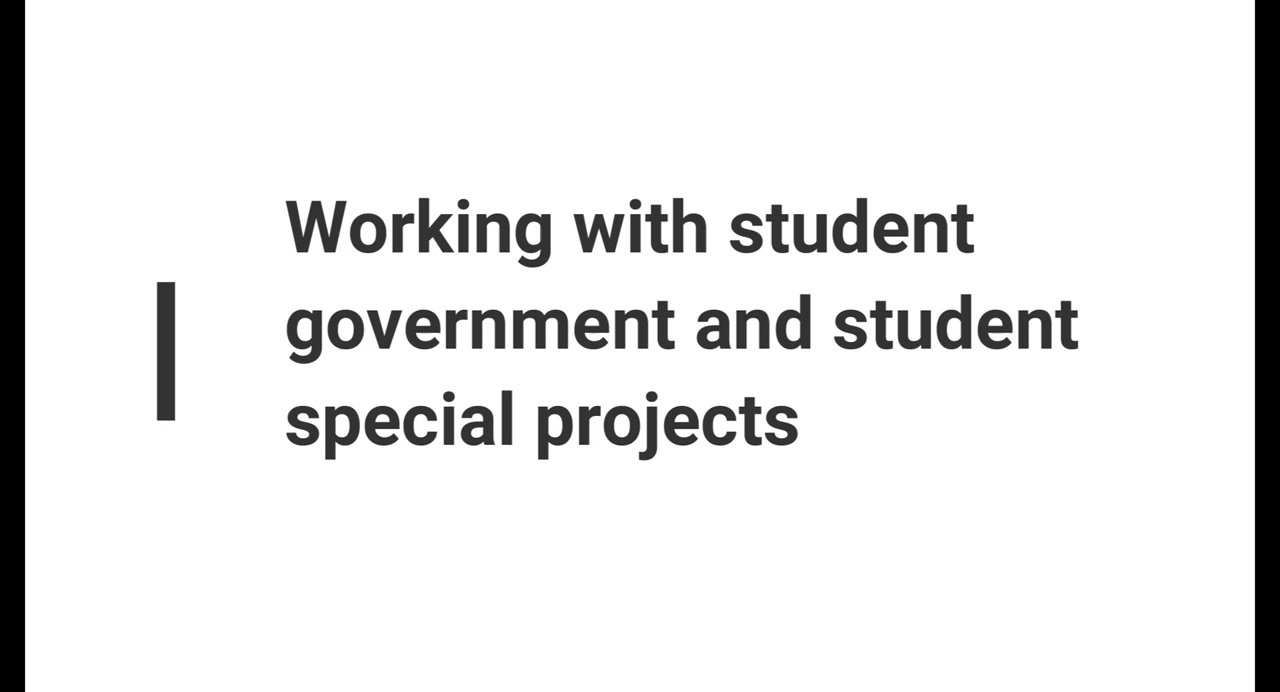 Working with student
government and student
special projects